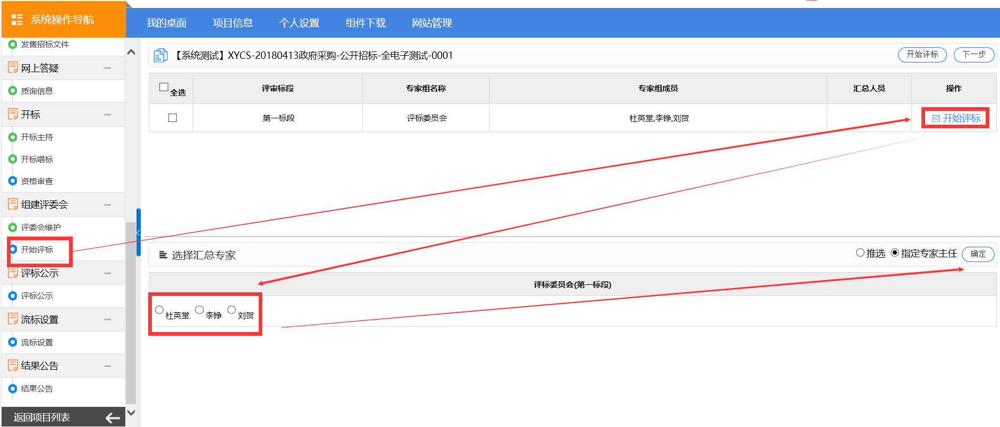 系统操作导航
我的桌面 项目信息 个人设置 组件下载 网站管理
发售招标文件
网上答疑
质询信息
开标
开标主持
开标唱标
资格审查
组建评委会
评委会维护
开始评标
评标公示
评标公示
流标设置
流标设置
结果公告
结果公告
返回项目列表
【系统测试】XYCS-20180413政府采购-公开招标-全电子测试-0001
开始评标 下一步
全选 评审标段 专家组名称 专家组成员 汇总人员 操作
第一标段 评标委员会 杜英堂,李铮,刘贺 开始评标
选择汇总专家
推选 指定专家主任 确定
评标委员会(第一标段)
杜英堂 李铮 刘贺